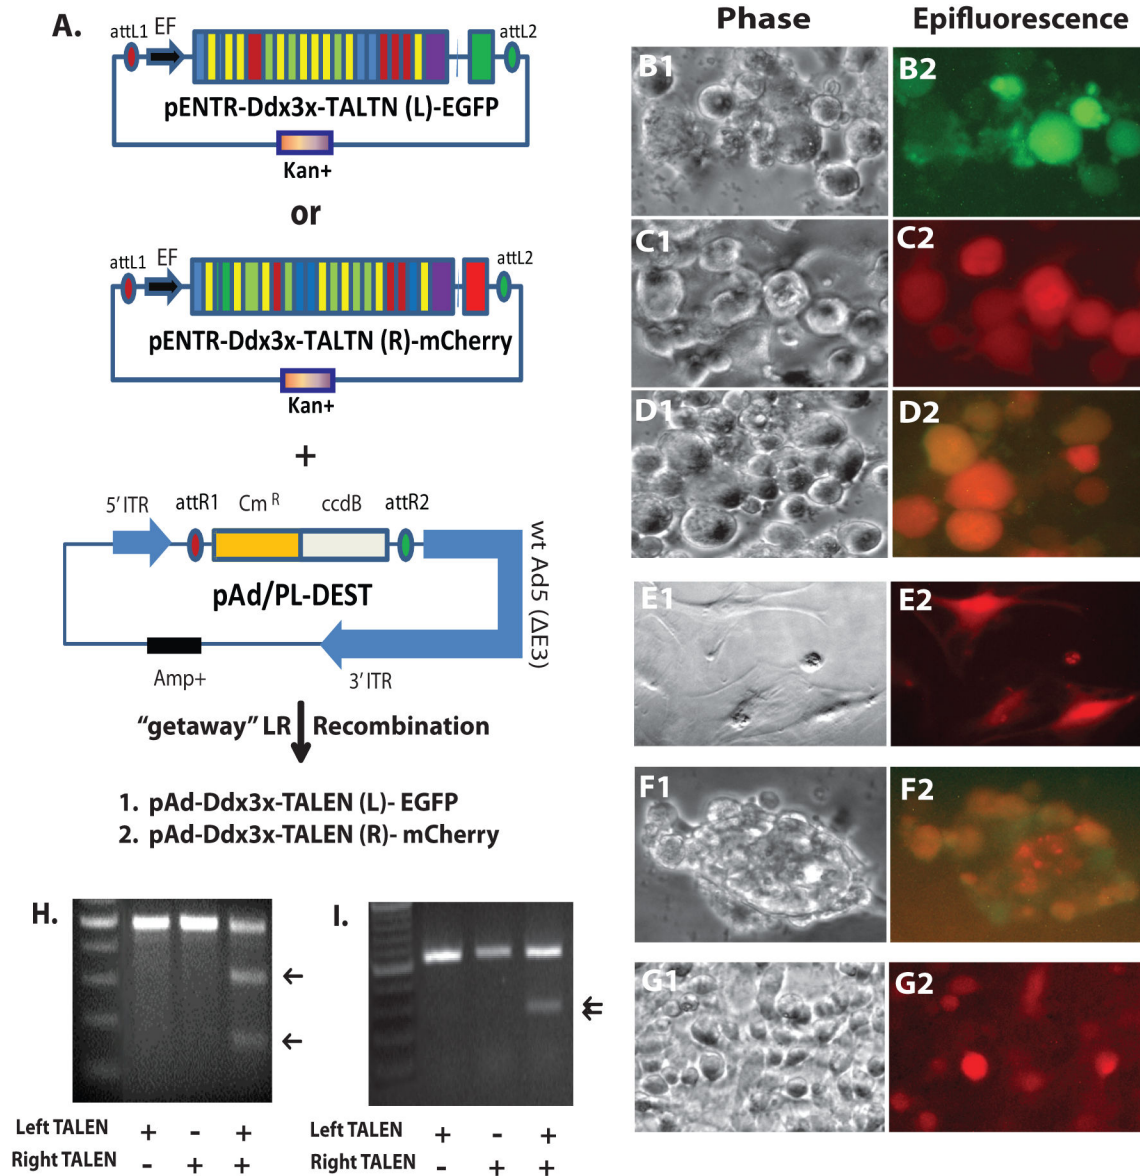 A.
attL1
EF
attL2
pENTR-Ddx3x-TALTN (L)-EGFP
Kan+
or
attL1
EF
attL2
pENTR-Ddx3x-TALTN (R)-mCherry
Kan+
+
5' ITR
attR1
Cm R
ccdB
attR2
pAd/PL-DEST
wt Ad5 (ΔE3)
Amp+
3' ITR
"getaway" LR Recombination
1. pAd-Ddx3x-TALEN (L)- EGFP
2. pAd-Ddx3x-TALEN (R)- mCherry
Phase
Epifluorescence
B1
B2
C1
C2
D1
D2
E1
E2
F1
F2
G1
G2
H.
Left TALEN + - +
Right TALEN - + +
I.
Left TALEN + - +
Right TALEN - + +